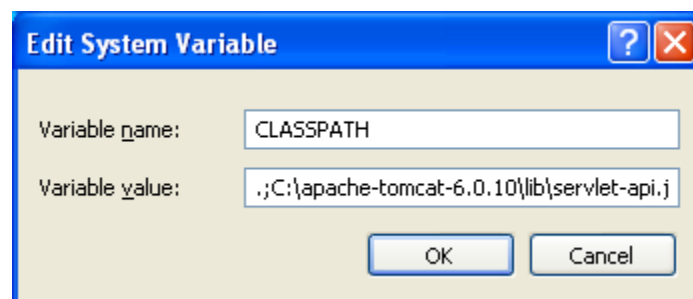 Edit System Variable
Variable name: CLASSPATH
Variable value: .;C:\apache-tomcat-6.0.10\lib\servlet-api.j
OK Cancel